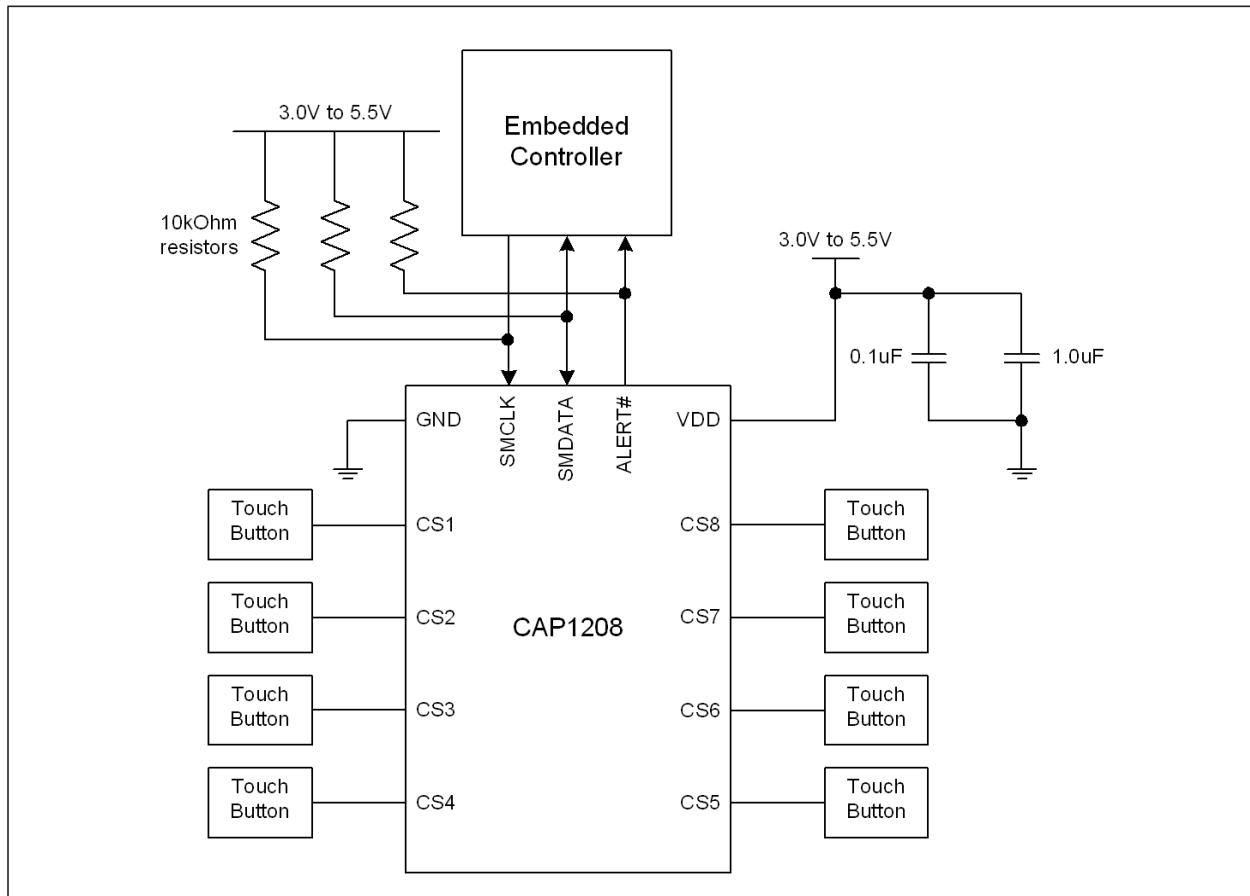 3.0V to 5.5V
Embedded
Controller
10kOhm
resistors
3.0V to 5.5V
0.1uF
1.0uF
GND
SMCLK
SMDATA
ALERT#
VDD
Touch
Button
CS1
CS8
Touch
Button
Touch
Button
CS2
CAP1208
CS7
Touch
Button
Touch
Button
CS3
CS6
Touch
Button
Touch
Button
CS4
CS5
Touch
Button